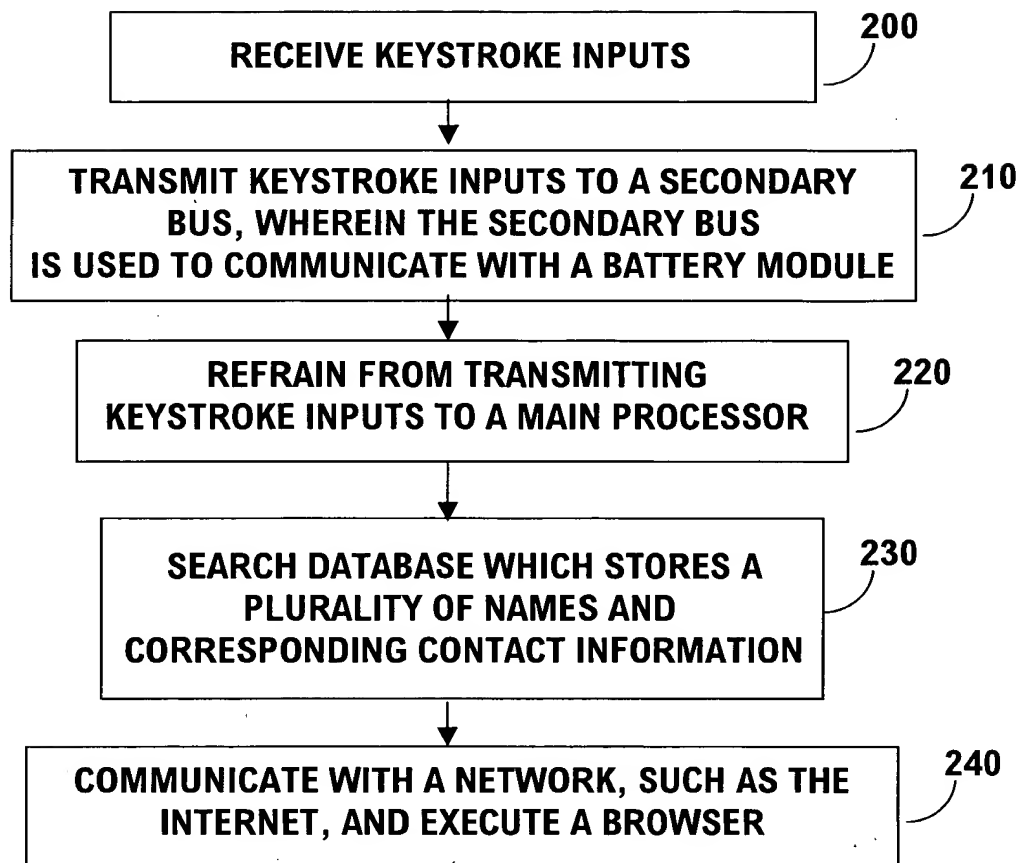 RECEIVE KEYSTROKE INPUTS
200
TRANSMIT KEYSTROKE INPUTS TO A SECONDARY
BUS, WHEREIN THE SECONDARY BUS
IS USED TO COMMUNICATE WITH A BATTERY MODULE
210
REFRAIN FROM TRANSMITTING
KEYSTROKE INPUTS TO A MAIN PROCESSOR
220
SEARCH DATABASE WHICH STORES A
PLURALITY OF NAMES AND
CORRESPONDING CONTACT INFORMATION
230
COMMUNICATE WITH A NETWORK, SUCH AS THE
INTERNET, AND EXECUTE A BROWSER
240